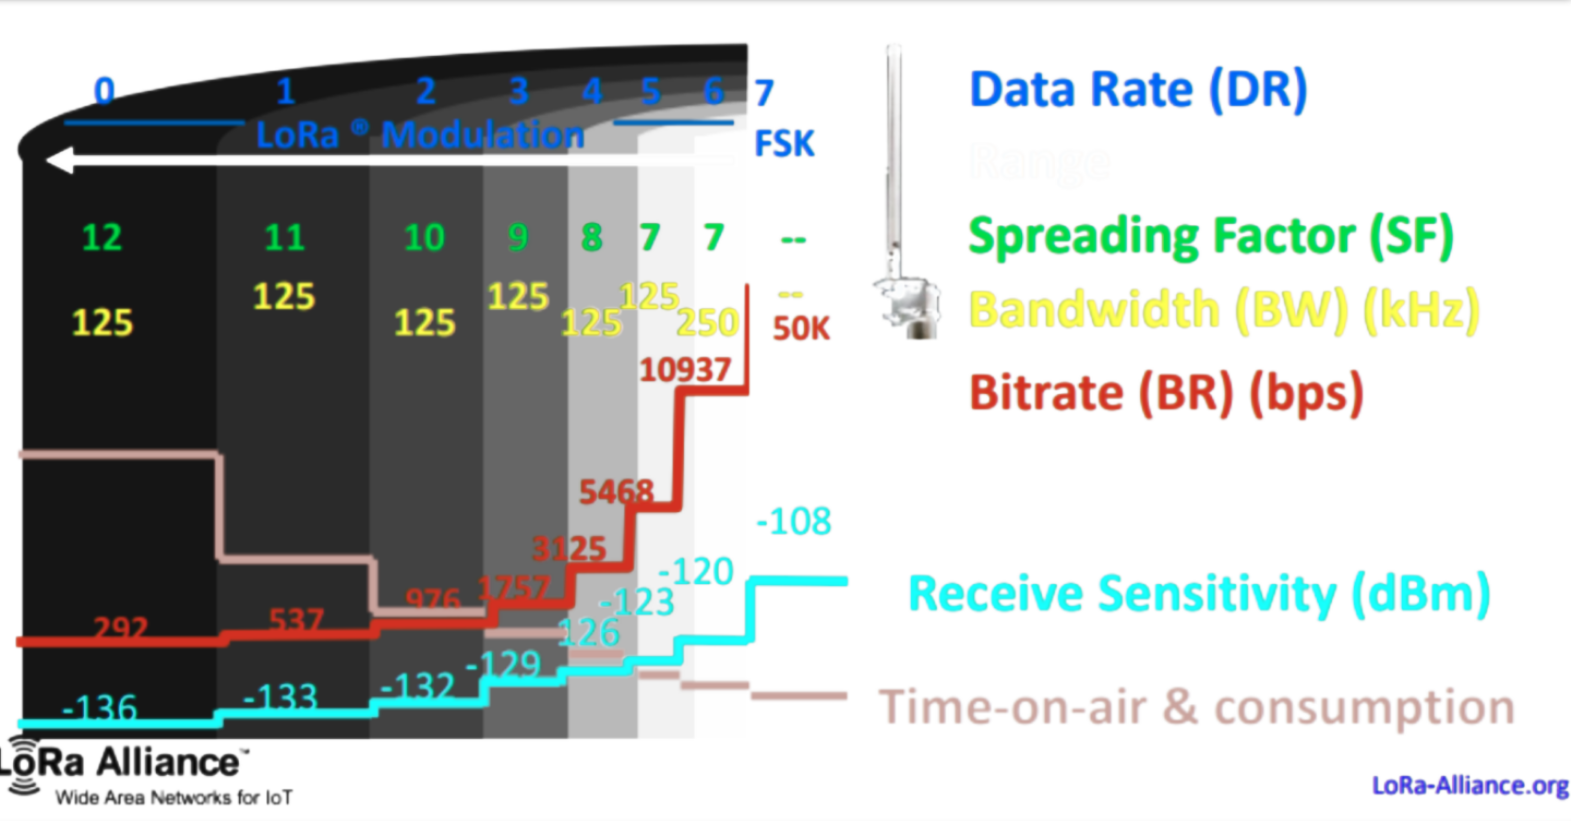 0 1 2 3 4 5 6 7
Data Rate (DR)
LoRa ® Modulation FSK
Range
12 11 10 9 8 7 7 --
Spreading Factor (SF)
125 125 125 125 125 125 250 --
Bandwidth (BW) (kHz)
292 537 976 1757 3125 5468 10937 50K
Bitrate (BR) (bps)
-136 -133 -132 -129 126 -123 -120 -108
Receive Sensitivity (dBm)
Time-on-air & consumption
LoRa Alliance™
Wide Area Networks for IoT
LoRa-Alliance.org